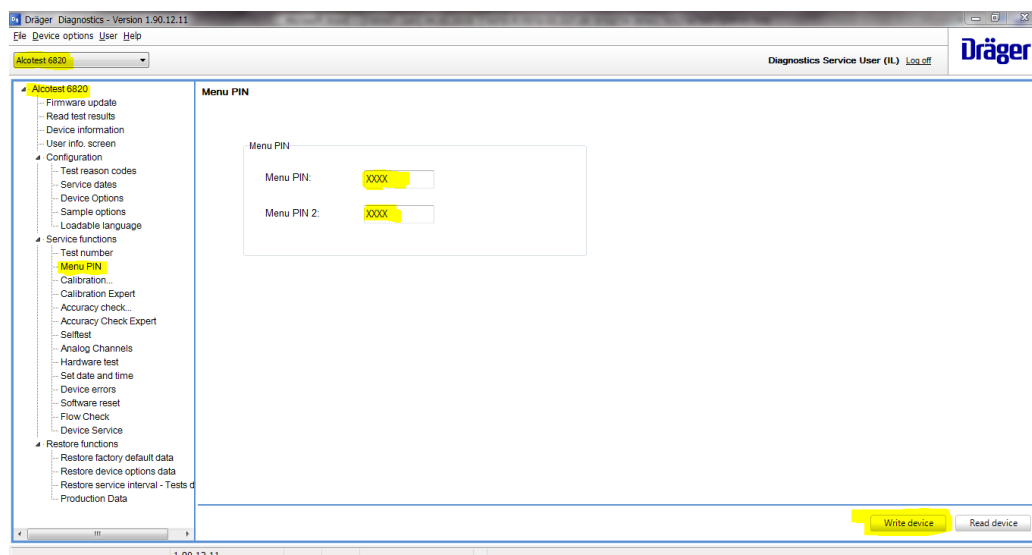 Dräger Diagnostics - Version 1.90.12.11
File Device options User Help
Alcotest 6820
Diagnostics Service User (IL) Log off
Dräger
Alcotest 6820
Firmware update
Read test results
Device information
User info. screen
Configuration
Test reason codes
Service dates
Device Options
Sample options
Loadable language
Service functions
Test number
Menu PIN
Calibration...
Calibration Expert
Accuracy check...
Accuracy Check Expert
Selftest
Analog Channels
Hardware test
Set date and time
Device errors
Software reset
Flow Check
Device Service
Restore functions
Restore factory default data
Restore device options data
Restore service interval - Tests d
Production Data
Menu PIN
Menu PIN
Menu PIN: XXXX
Menu PIN 2: XXXX
Write device Read device
1.90.12.11